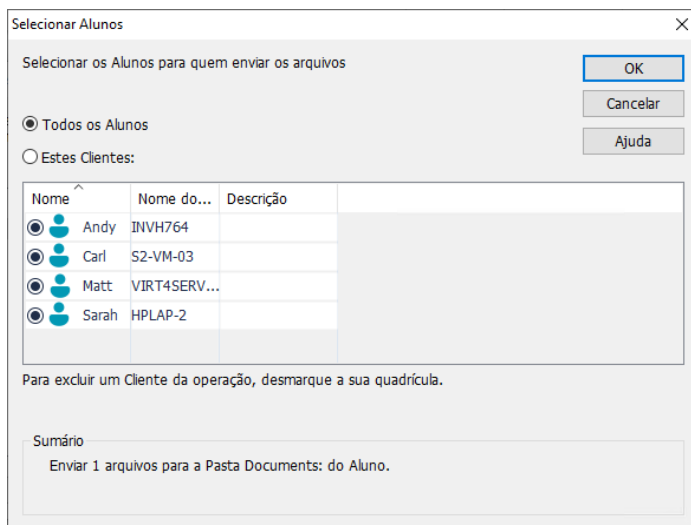 Selecionar Alunos
Selecionar os Alunos para quem enviar os arquivos
OK
Cancelar
Ajuda
Todos os Alunos
Estes Clientes:
Nome Nome do... Descrição
Andy INVH764
Carl S2-VM-03
Matt VIRT4SERV...
Sarah HPLAP-2
Para excluir um Cliente da operação, desmarque a sua quadrícula.
Sumário
Enviar 1 arquivos para a Pasta Documents: do Aluno.